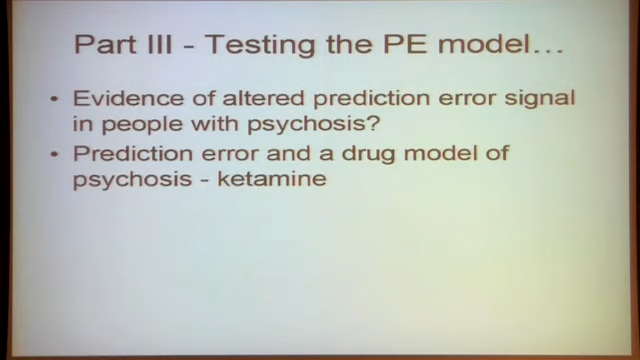 Part III - Testing the PE model...
• Evidence of altered prediction error signal
in people with psychosis?
• Prediction error and a drug model of
psychosis - ketamine